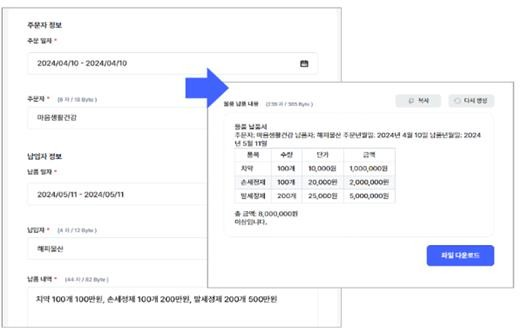 주문자 정보
주문 일자 *
2024/04/10 - 2024/04/10
주문자 * (6 자 / 18 Byte)
마음생활건강
납입자 정보
납품 일자 *
2024/05/11 - 2024/05/11
납입자 * (4 자 / 12 Byte)
해피물산
납품 내역 * (44 자 / 82 Byte)
치약 100개 100만원, 손세정제 100개 200만원, 발세정제 200개 500만원
물품 납품 내용 (239 자 / 365 Byte)
복사
다시 생성
물품 납품서
주문자: 마음생활건강 납품자: 해피물산 주문년월일: 2024년 4월 10일 납품년월일: 2024
년 5월 11일
품목 수량 단가 금액
치약 100개 10,000원 1,000,000원
손세정제 100개 20,000원 2,000,000원
발세정제 200개 25,000원 5,000,000원
총 금액: 8,000,000원
이상입니다.
파일 다운로드